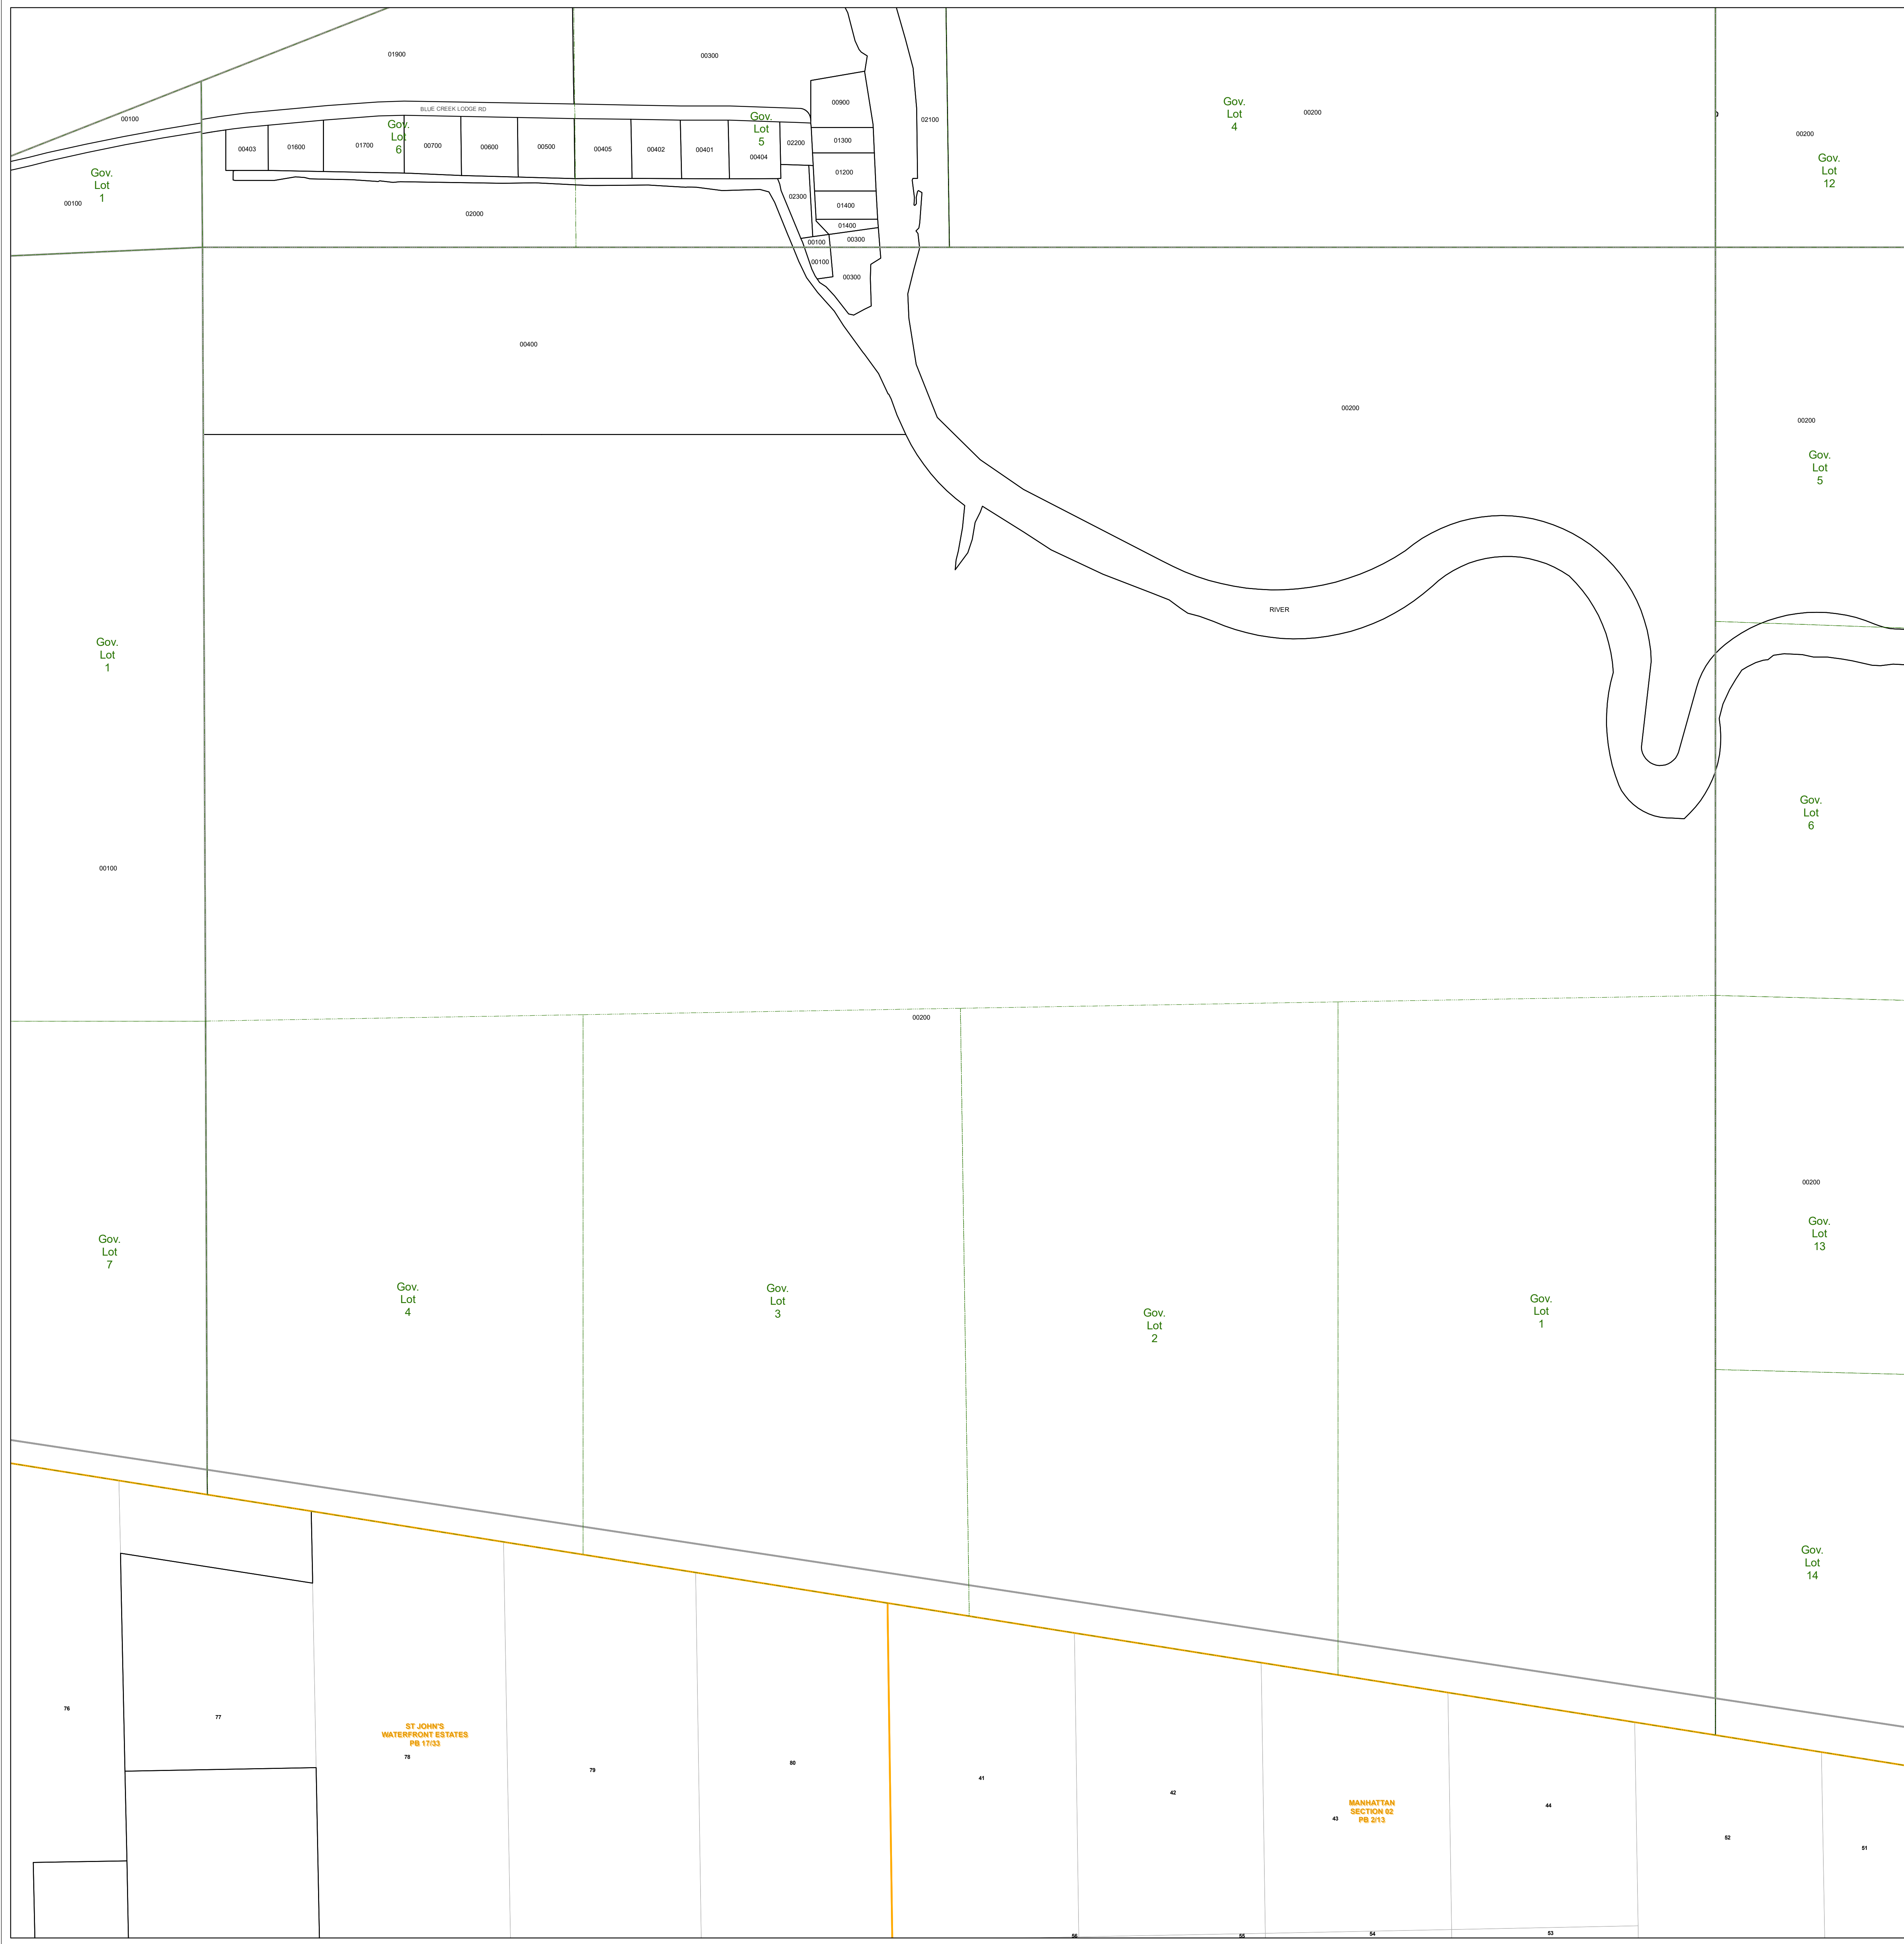 01900
00300
00900
BLUE CREEK LODGE RD
00100
Gov.
Lot
6
Gov.
Lot
5
02100
Gov.
Lot
4
00200
00200
Gov.
Lot
12
00403
01600
01700
00700
00600
00500
00405
00402
00401
00404
02200
01300
01200
Gov.
Lot
1
00100
02000
02300
01400
01400
00100
00300
00100
00300
00400
00200
00200
Gov.
Lot
5
RIVER
Gov.
Lot
1
Gov.
Lot
6
00100
00200
00200
Gov.
Lot
7
Gov.
Lot
4
Gov.
Lot
3
Gov.
Lot
2
Gov.
Lot
1
Gov.
Lot
13
Gov.
Lot
14
76
77
ST JOHN'S
WATERFRONT ESTATES
PB 17/33
78
79
80
41
42
43
MANHATTAN
SECTION 02
PB 2/13
44
52
51
56
55
54
53